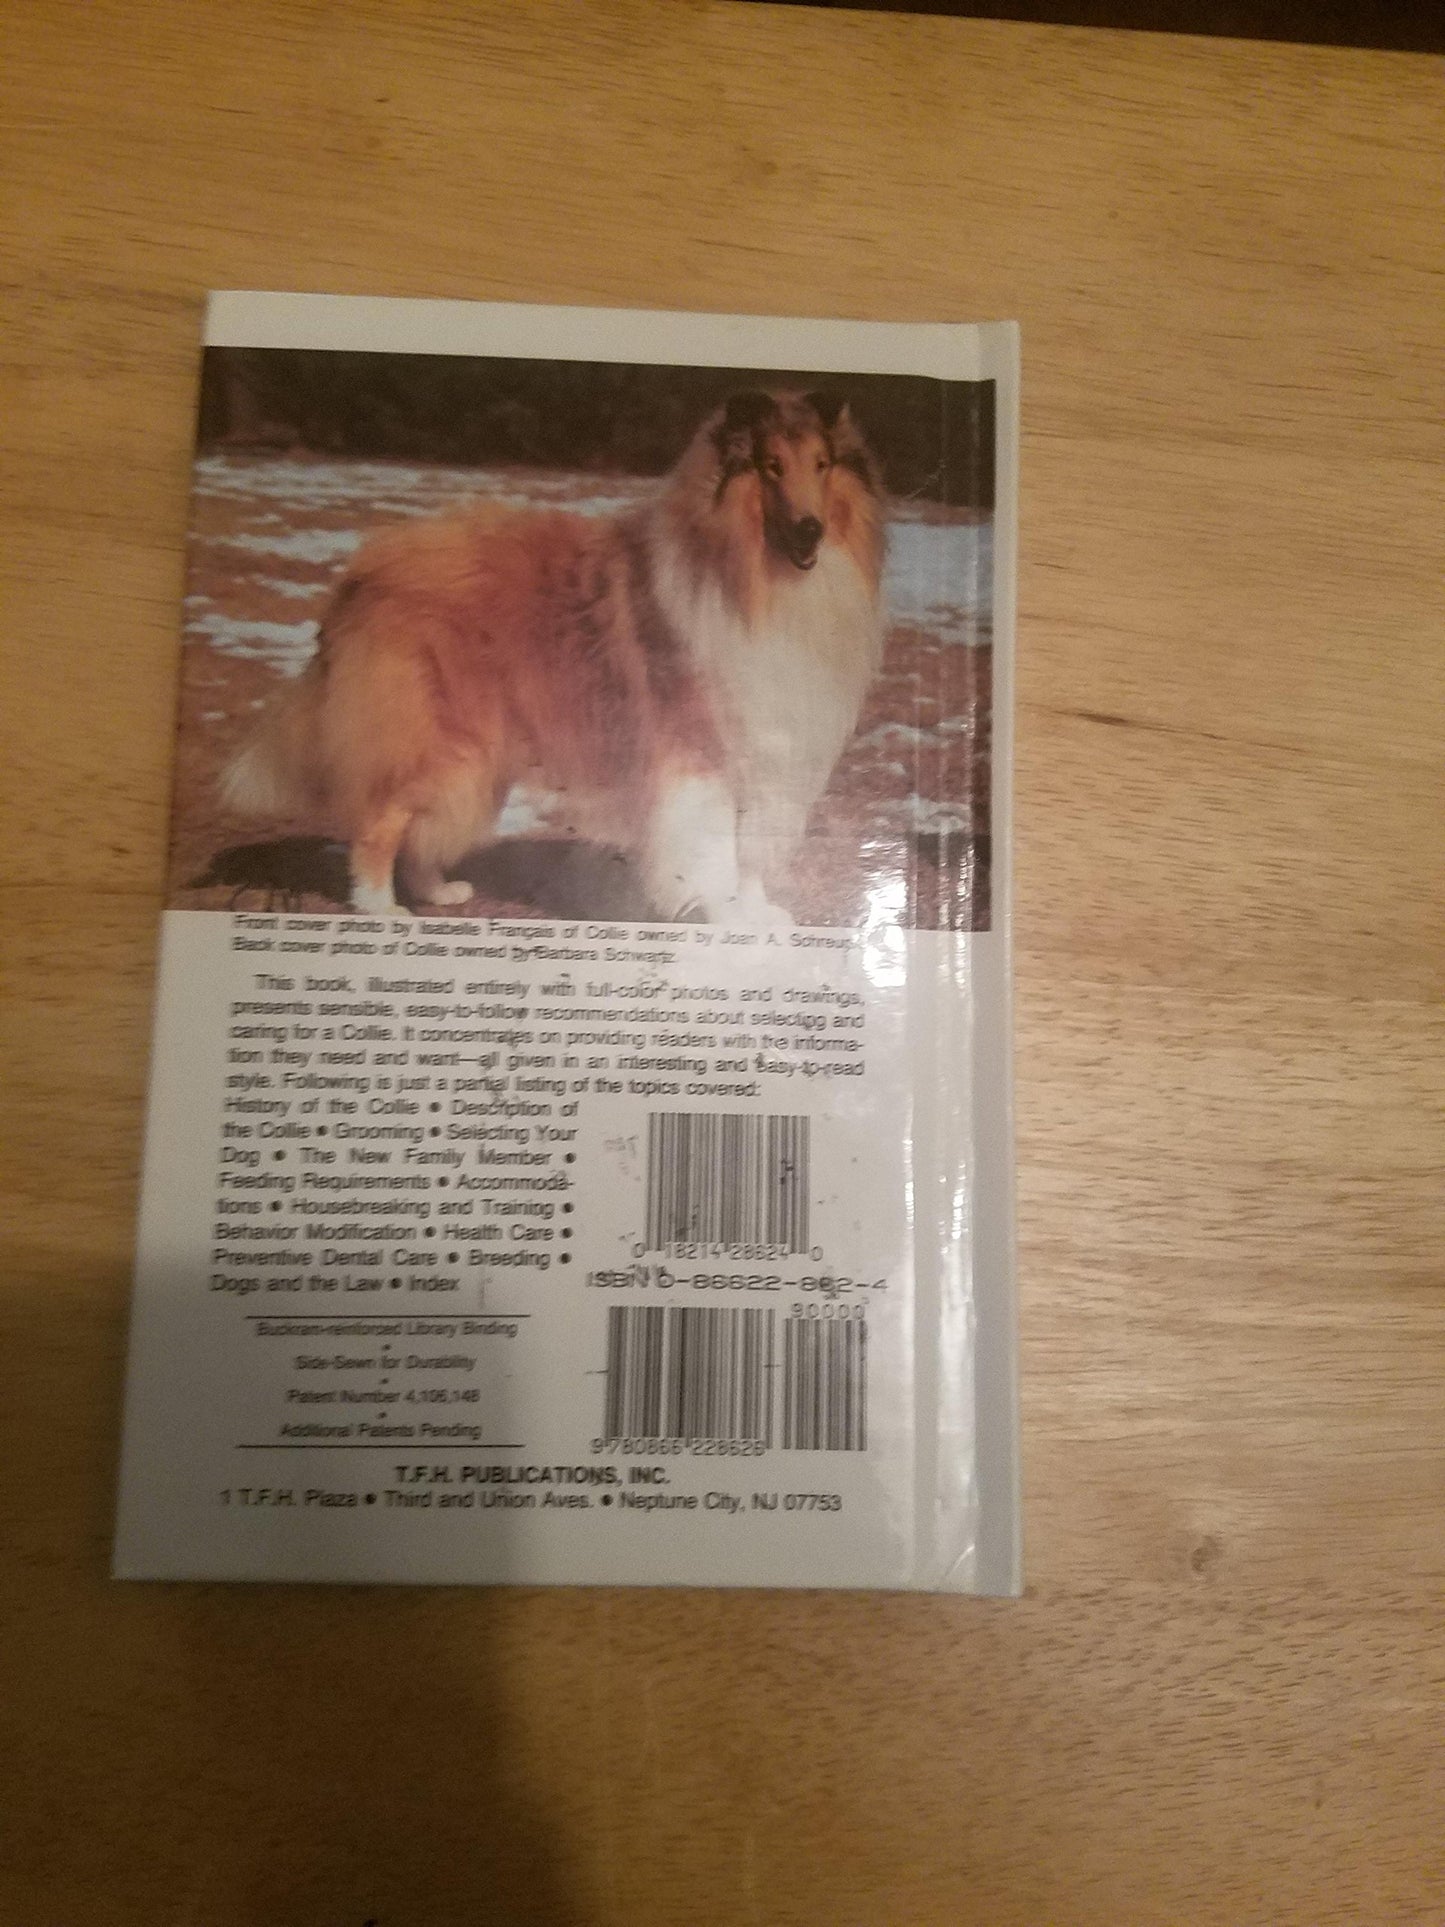 Front cover photo by Isabelle Français of Collie owned by Joan A.
Back cover photo of Collie owned by Barbara Schwartz.
This book, illustrated entirely with full-color photos and drawings,
presents sensible, easy-to-follow recommendations about selecting and
caring for a Collie. It concentrates on providing readers with the informa-
tion they need and want—all given in an interesting and easy-to-read
style. Following is just a partial listing of the topics covered:
History of the Collie • Description of
the Collie • Grooming • Selecting Your
Dog • The New Family Member •
Feeding Requirements • Accommoda-
tions • Housebreaking and Training •
Behavior Modification • Health Care •
Preventive Dental Care • Breeding •
Dogs and the Law • Index
0 18214 28624 0
ISBN 0-86622-862-4
90000
9 780866 228626
Buckram-reinforced Library Binding
•
Side-Sewn for Durability
•
Patent Number 4,106,148
•
Additional Patents Pending
T.F.H. PUBLICATIONS, INC.
1 T.F.H. Plaza • Third and Union Aves. • Neptune City, NJ 07753